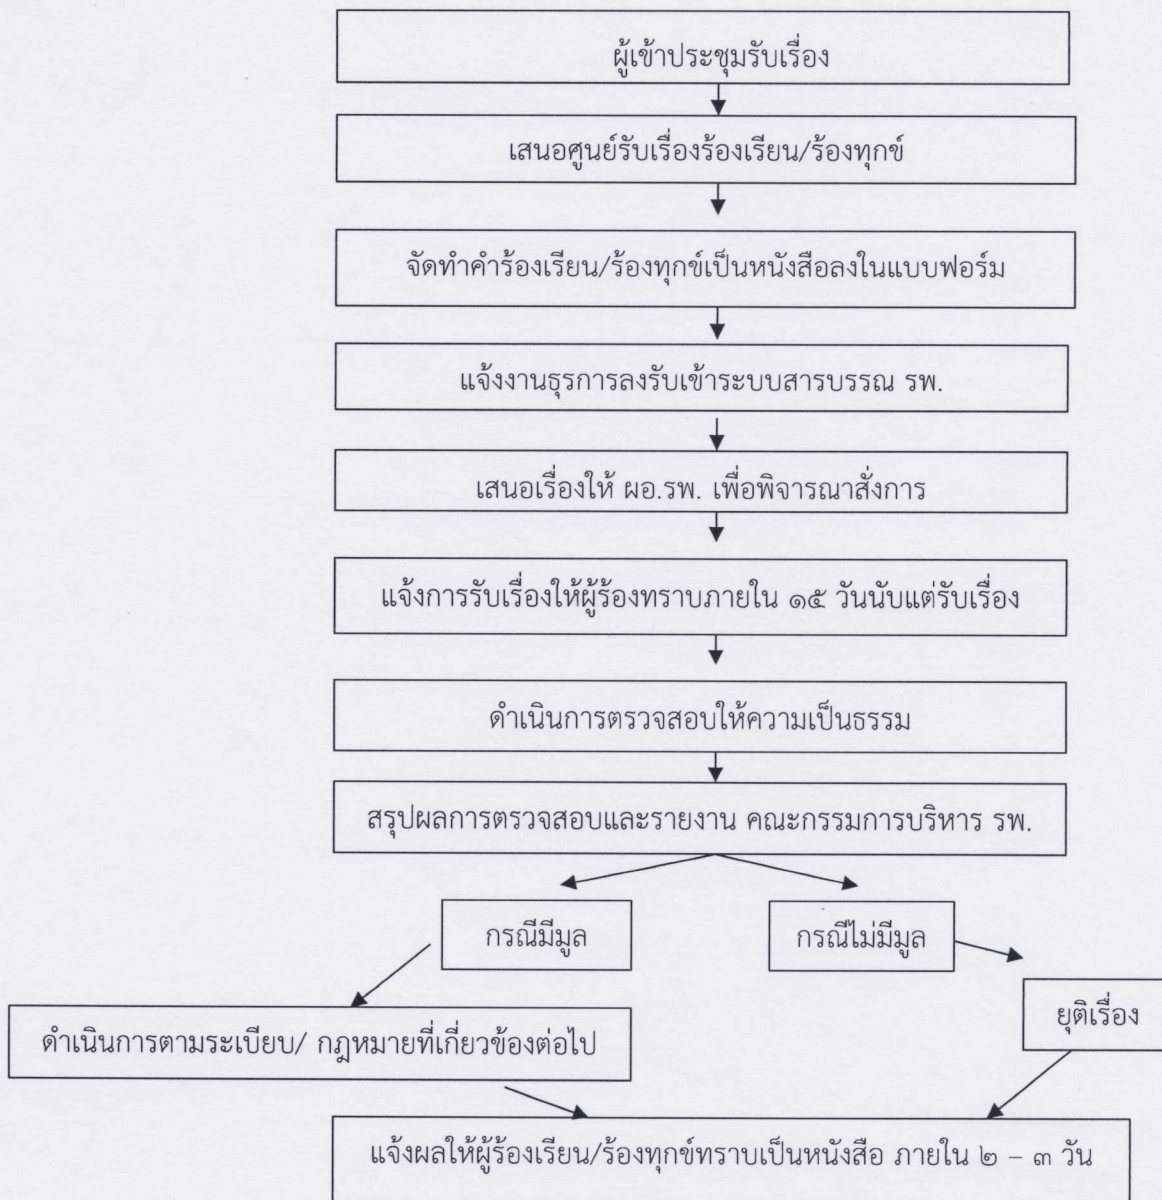 ผู้เข้าประชุมรับเรื่อง
เสนอศูนย์รับเรื่องร้องเรียน/ร้องทุกข์
จัดทำคำร้องเรียน/ร้องทุกข์เป็นหนังสือลงในแบบฟอร์ม
แจ้งงานธุรการลงรับเข้าระบบสารบรรณ รพ.
เสนอเรื่องให้ ผอ.รพ. เพื่อพิจารณาสั่งการ
แจ้งการรับเรื่องให้ผู้ร้องทราบภายใน ๑๕ วันนับแต่รับเรื่อง
ดำเนินการตรวจสอบให้ความเป็นธรรม
สรุปผลการตรวจสอบและรายงาน คณะกรรมการบริหาร รพ.
กรณีมีมูล
กรณีไม่มีมูล
ยุติเรื่อง
ดำเนินการตามระเบียบ/ กฎหมายที่เกี่ยวข้องต่อไป
แจ้งผลให้ผู้ร้องเรียน/ร้องทุกข์ทราบเป็นหนังสือ ภายใน ๒ – ๓ วัน